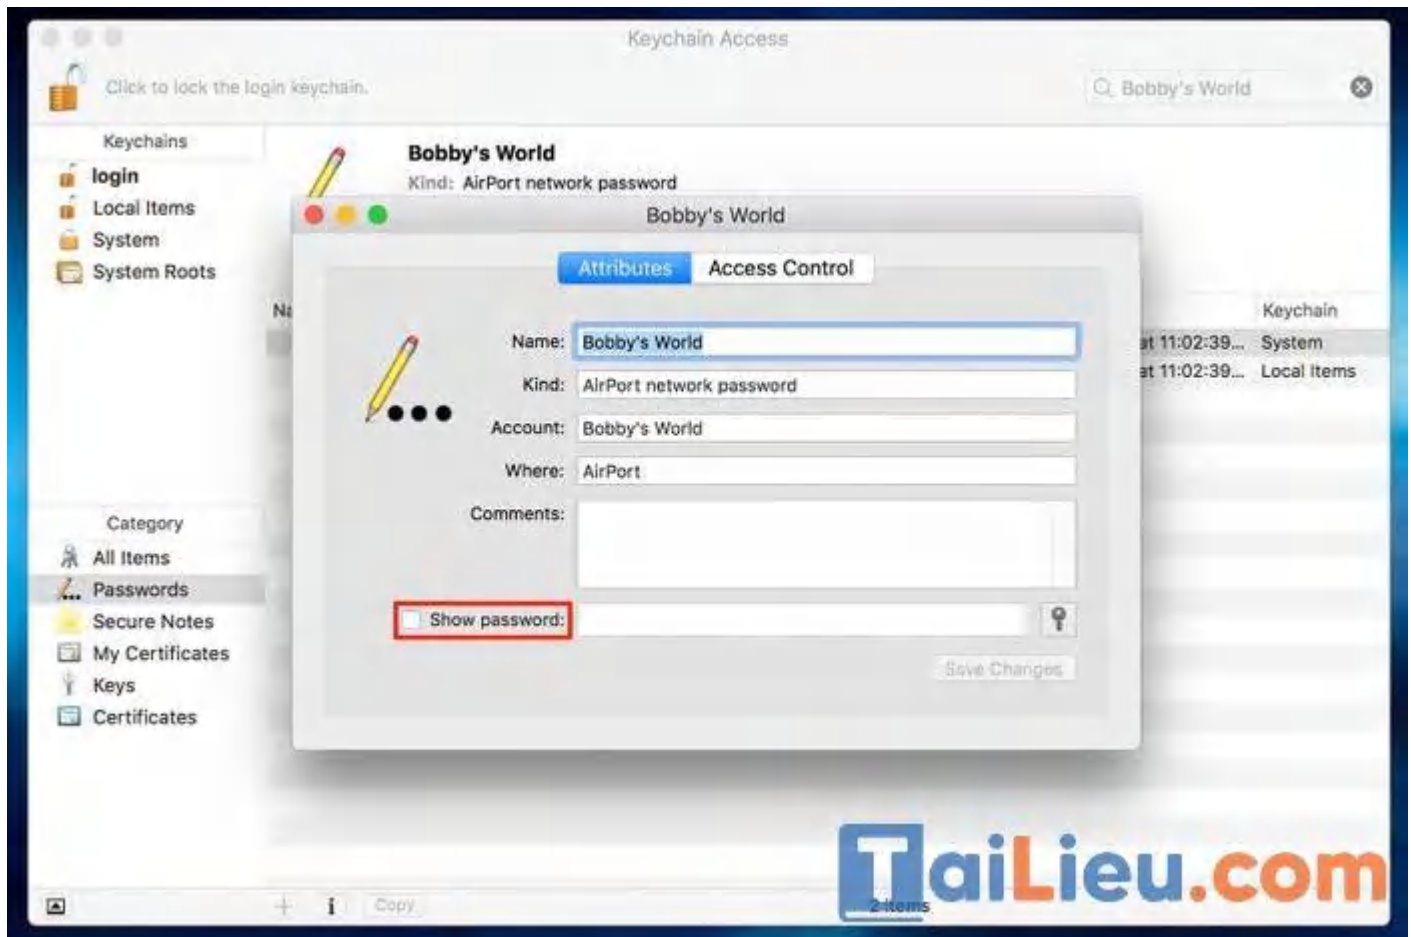 Keychain Access
Click to lock the login keychain.
Bobby's World
Keychains
login
Local Items
System
System Roots
Bobby's World
Kind: AirPort network password
Bobby's World
Attributes
Access Control
Name: Bobby's World
Kind: AirPort network password
Account: Bobby's World
Where: AirPort
Comments:
Show password:
Save Changes
Na
Keychain
at 11:02:39... System
at 11:02:39... Local Items
Category
All Items
Passwords
Secure Notes
My Certificates
Keys
Certificates
Copy
2 items
TaiLieu.com